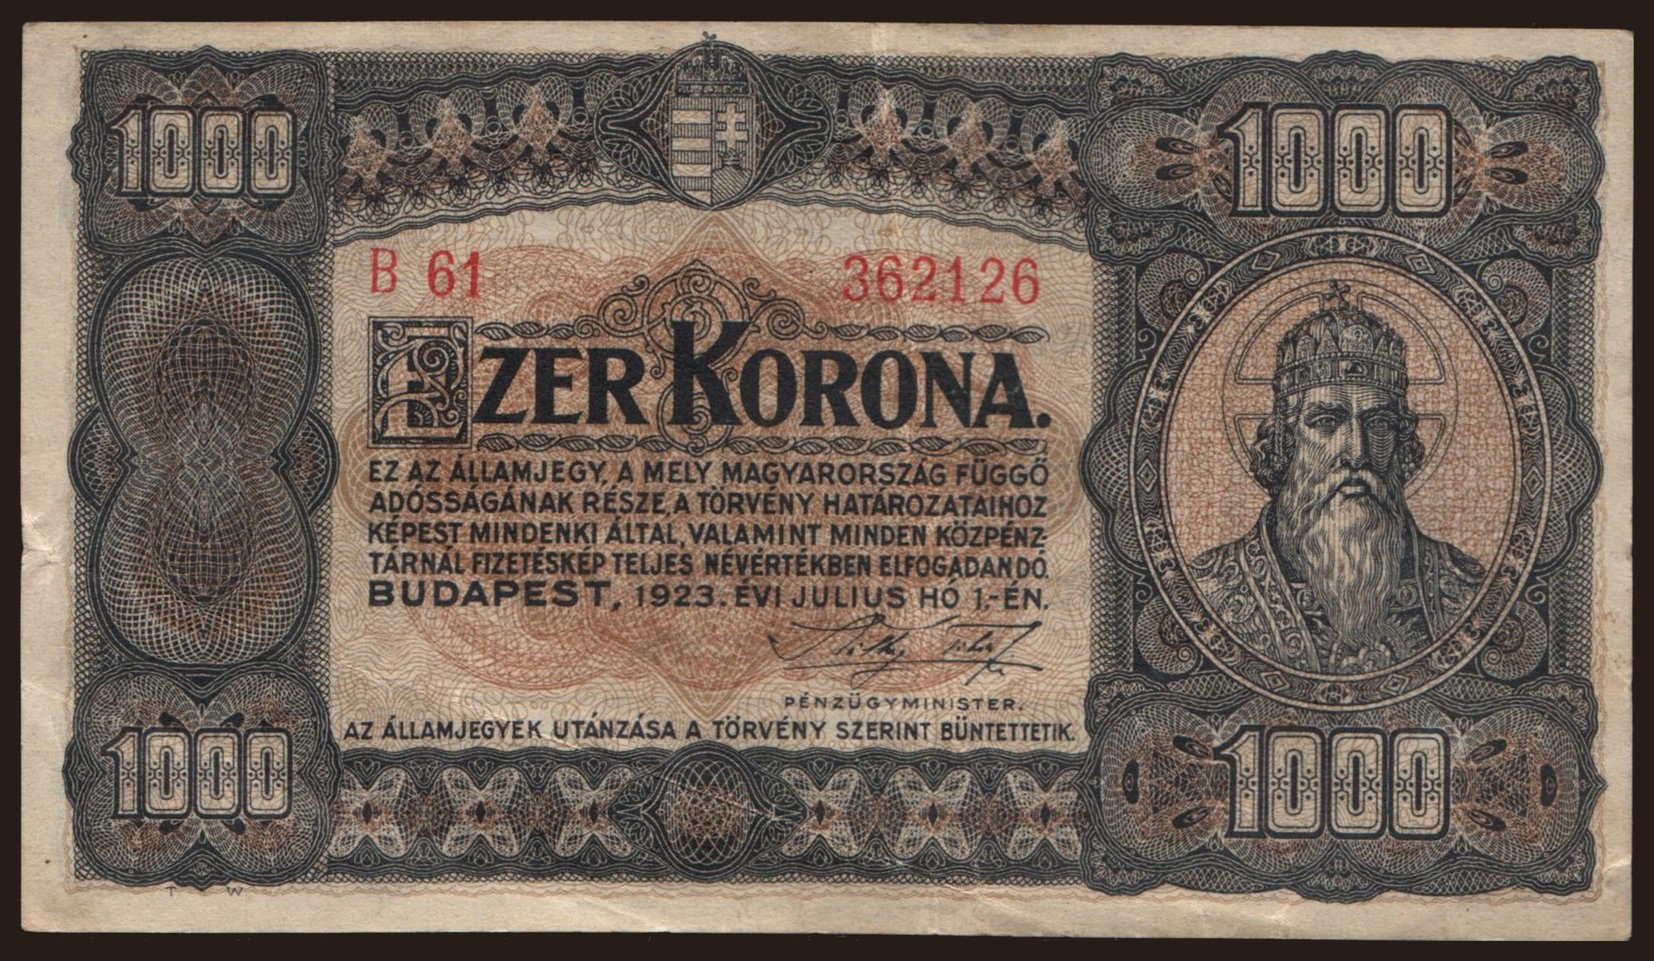 1000
1000
B 61 362126
EZER KORONA.
EZ AZ ÁLLAMJEGY, A MELY MAGYARORSZÁG FÜGGŐ
ADÓSSÁGÁNAK RÉSZE, A TÖRVÉNY HATÁROZATAIHOZ
KÉPEST MINDENKI ÁLTAL, VALAMINT MINDEN KÖZPÉNZ-
TÁRNÁL FIZETÉSKÉP TELJES NÉVÉRTÉKBEN ELFOGADANDÓ.
BUDAPEST, 1923. ÉVI JULIUS HÓ 1.-ÉN.
PÉNZÜGYMINISTER.
AZ ÁLLAMJEGYEK UTÁNZÁSA A TÖRVÉNY SZERINT BÜNTETTETIK.
1000
1000
T W